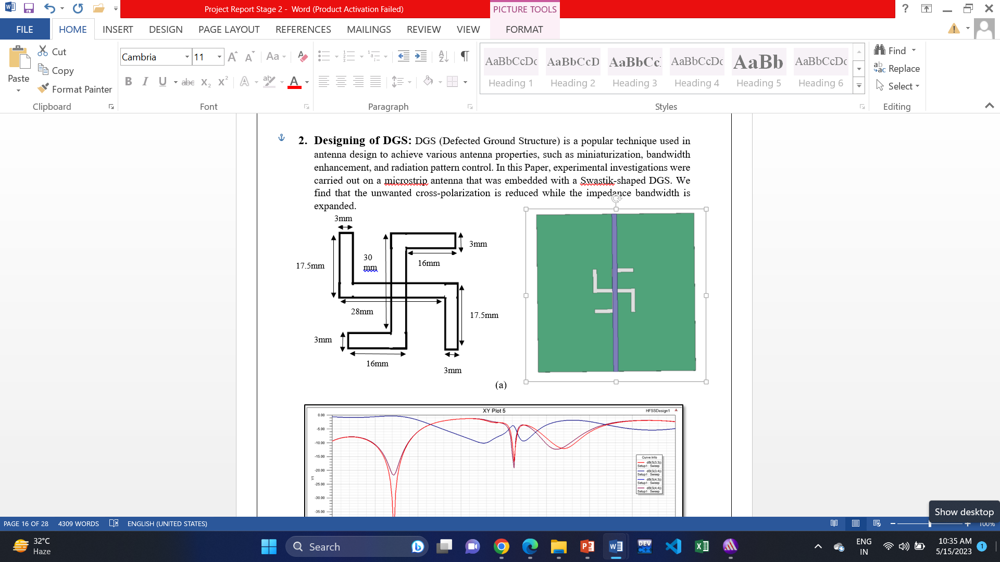 Project Report Stage 2 - Word (Product Activation Failed)
PICTURE TOOLS
?
FILE
HOME
INSERT
DESIGN
PAGE LAYOUT
REFERENCES
MAILINGS
REVIEW
VIEW
FORMAT
Paste
Cut
Copy
Format Painter
Clipboard
Cambria
11
Font
Paragraph
AaBbCcDc
Heading 1
AaBbCcD
Heading 2
AaBbCc
Heading 3
AaBbCcDc
Heading 4
AaBb
Heading 5
AaBbCcDc
Heading 6
Styles
Find
Replace
Select
Editing
2. Designing of DGS: DGS (Defected Ground Structure) is a popular technique used in
antenna design to achieve various antenna properties, such as miniaturization, bandwidth
enhancement, and radiation pattern control. In this Paper, experimental investigations were
carried out on a microstrip antenna that was embedded with a Swastik-shaped DGS. We
find that the unwanted cross-polarization is reduced while the impedance bandwidth is
expanded.
3mm
17.5mm
30
mm
3mm
16mm
28mm
17.5mm
3mm
16mm
3mm
(a)
XY Plot 5
HFSSDesign1
0.00
-5.00
-10.00
-15.00
-20.00
-25.00
-30.00
-35.00
Y1
Curve Info
dB(S(3,3))
Setup1 : Sweep
dB(S(3,4))
Setup1 : Sweep
dB(S(4,3))
Setup1 : Sweep
dB(S(4,4))
Setup1 : Sweep
Show desktop
PAGE 16 OF 28
4309 WORDS
ENGLISH (UNITED STATES)
100%
32°C
Haze
Search
DEV
ENG
IN
10:35 AM
5/15/2023
1